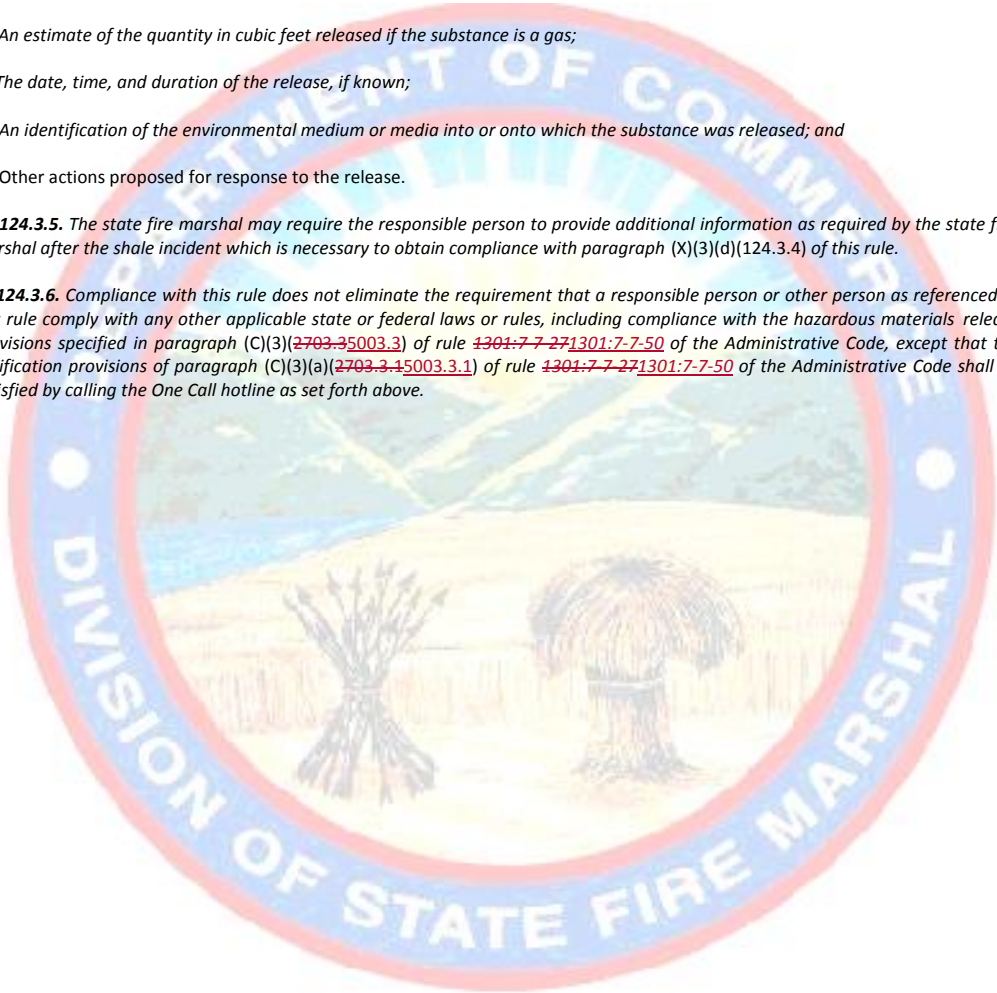 An estimate of the quantity in cubic feet released if the substance is a gas;
The date, time, and duration of the release, if known;
An identification of the environmental medium or media into or onto which the substance was released; and
Other actions proposed for response to the release.
124.3.5. The state fire marshal may require the responsible person to provide additional information as required by the state
after the shale incident which is necessary to obtain compliance with paragraph (X)(3)(d)(124.3.4) of this rule.
124.3.6. Compliance with this rule does not eliminate the requirement that a responsible person or other person as referenced
rule comply with any other applicable state or federal laws or rules, including compliance with the hazardous materials
specified in paragraph (C)(3)(2703.35003.3) of rule 1301:7-7-271301:7-7-50 of the Administrative Code, except that
provisions of paragraph (C)(3)(a)(2703.3.15003.3.1) of rule 1301:7-7-271301:7-7-50 of the Administrative Code shall
by calling the One Call hotline as set forth above.
DEPARTMENT OF COMMERCE
DIVISION OF STATE FIRE MARSHAL